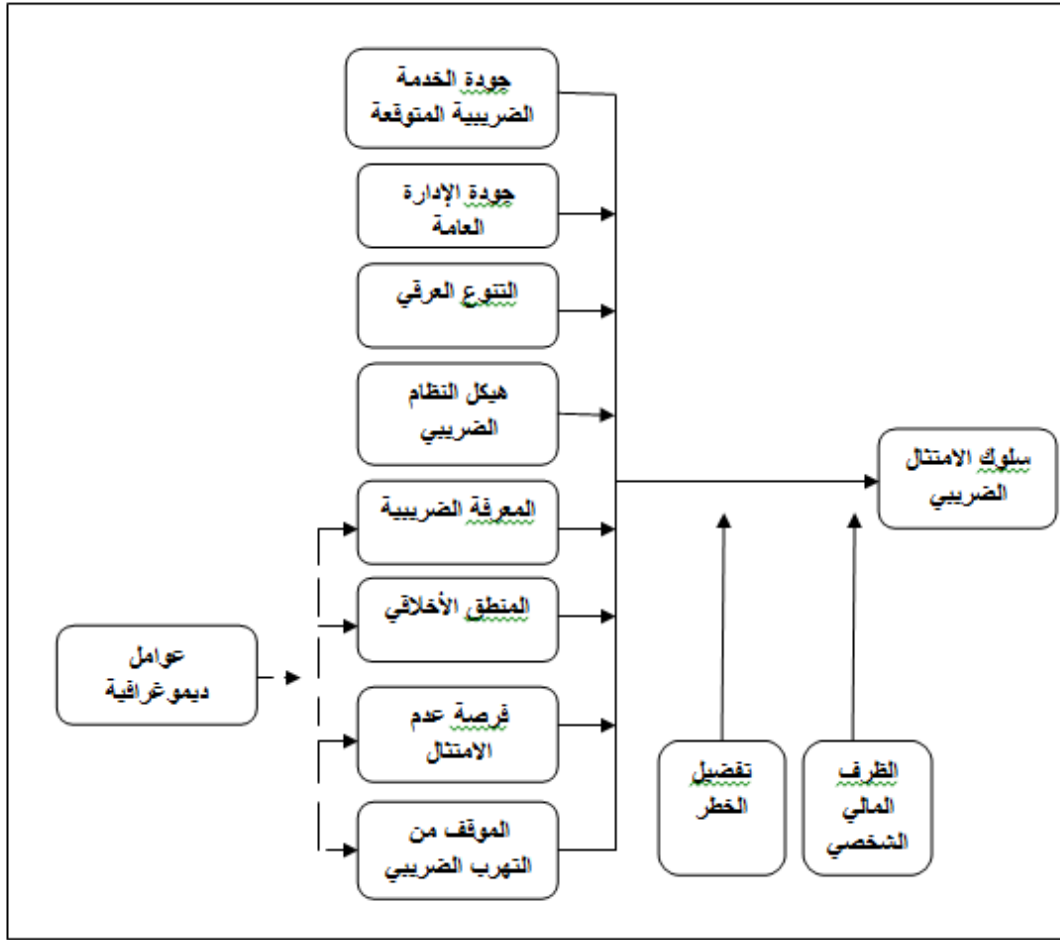 جودة الخدمة
الضريبية المتوقعة
جودة الإدارة
العامة
التنوع العرقي
هيكل النظام
الضريبي
سلوك الامتثال
الضريبي
المعرفة الضريبية
المنطق الأخلاقي
عوامل
ديموغرافية
فرصة عدم
الامتثال
تفضيل
الخطر
الظرف
المالي
الشخصي
الموقف من
التهرب الضريبي